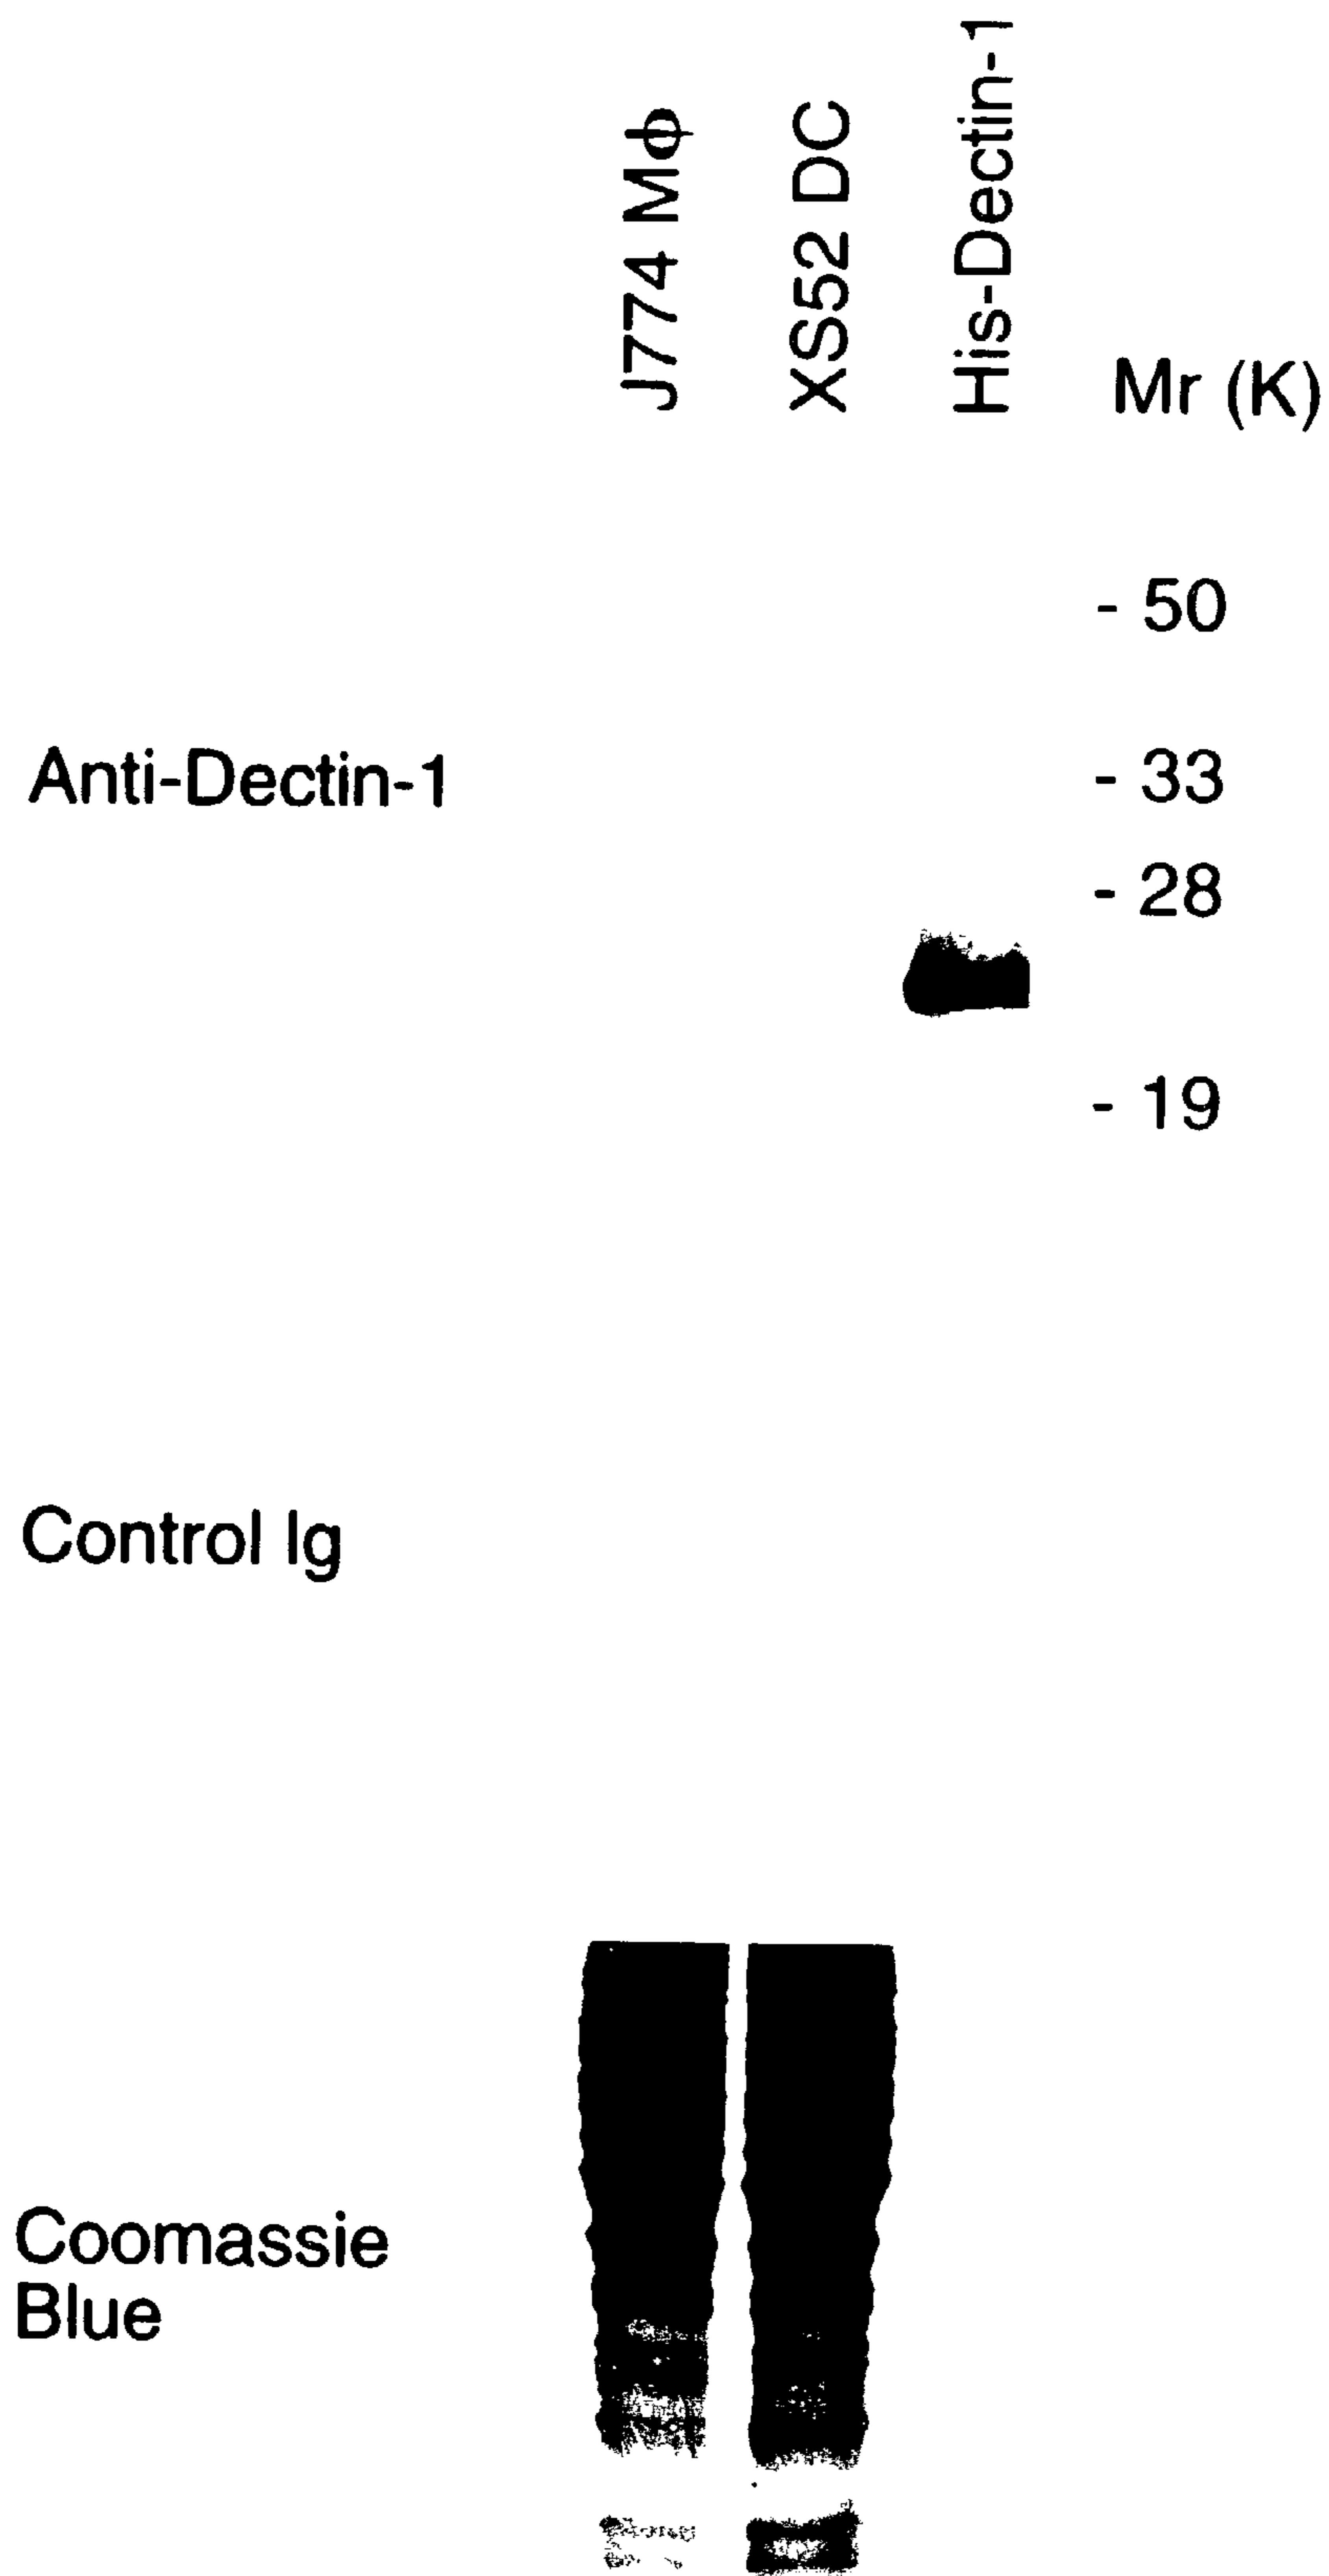 J774 Mϕ
XS52 DC
His-Dectin-1
Mr (K)
- 50
Anti-Dectin-1
- 33
- 28
- 19
Control Ig
Coomassie
Blue